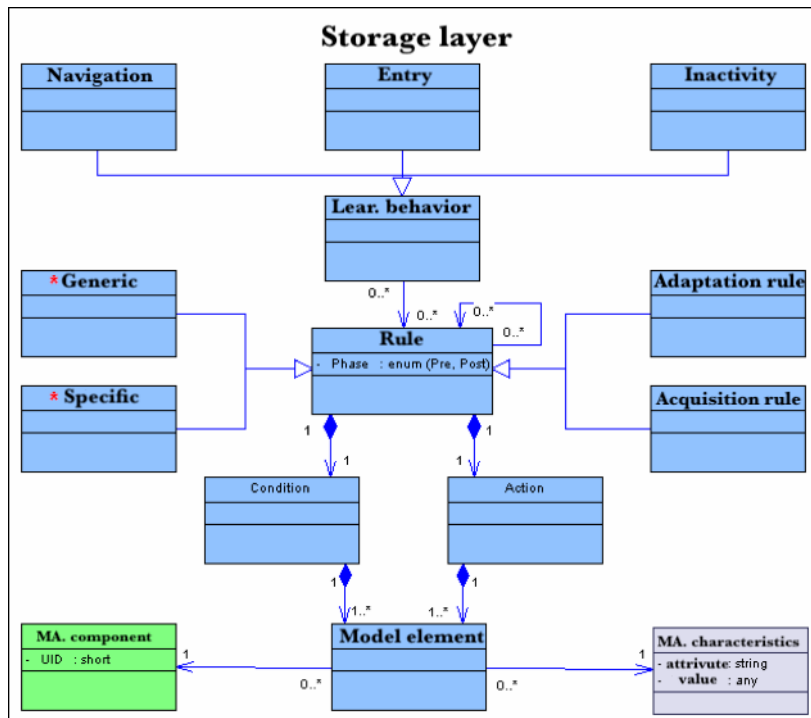 Storage layer
Navigation
Entry
Inactivity
Lear. behavior
0..*
0..*
0..*
0..*
* Generic
Adaptation rule
Rule
- Phase : enum (Pre, Post)
* Specific
Acquisition rule
1
1
1
1
Condition
Action
1
1
1..*
1..*
MA. component
- UID : short
Model element
MA. characteristics
- attrivute: string
- value : any
1
1
0..*
0..*